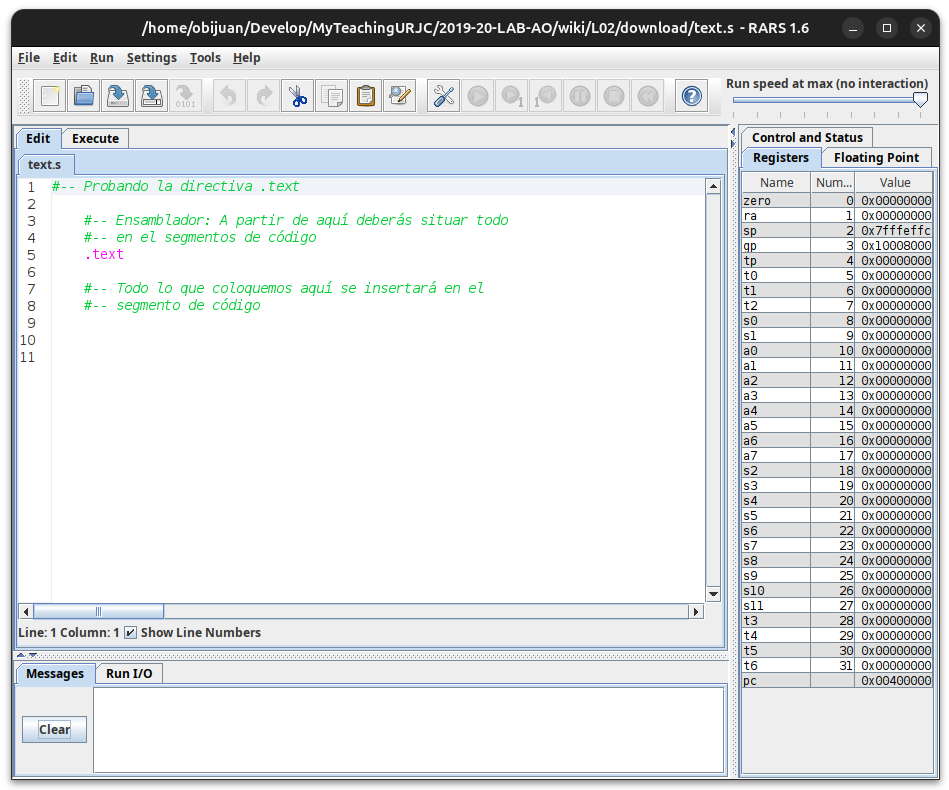 /home/obijuan/Develop/MyTeachingURJC/2019-20-LAB-AO/wiki/L02/download/text.s - RARS 1.6
File Edit Run Settings Tools Help
Run speed at max (no interaction)
Edit Execute
text.s
1 #-- Probando la directiva .text
2
3 #-- Ensamblador: A partir de aquí deberás situar todo
4 #-- en el segmentos de código
5 .text
6
7 #-- Todo lo que coloquemos aquí se insertará en el
8 #-- segmento de código
9
10
11
Line: 1 Column: 1 Show Line Numbers
Messages Run I/O
Clear
Control and Status
Registers Floating Point
Name Num... Value
zero 0 0x00000000
ra 1 0x00000000
sp 2 0x7fffeffc
gp 3 0x10008000
tp 4 0x00000000
t0 5 0x00000000
t1 6 0x00000000
t2 7 0x00000000
s0 8 0x00000000
s1 9 0x00000000
a0 10 0x00000000
a1 11 0x00000000
a2 12 0x00000000
a3 13 0x00000000
a4 14 0x00000000
a5 15 0x00000000
a6 16 0x00000000
a7 17 0x00000000
s2 18 0x00000000
s3 19 0x00000000
s4 20 0x00000000
s5 21 0x00000000
s6 22 0x00000000
s7 23 0x00000000
s8 24 0x00000000
s9 25 0x00000000
s10 26 0x00000000
s11 27 0x00000000
t3 28 0x00000000
t4 29 0x00000000
t5 30 0x00000000
t6 31 0x00000000
pc 0x00400000